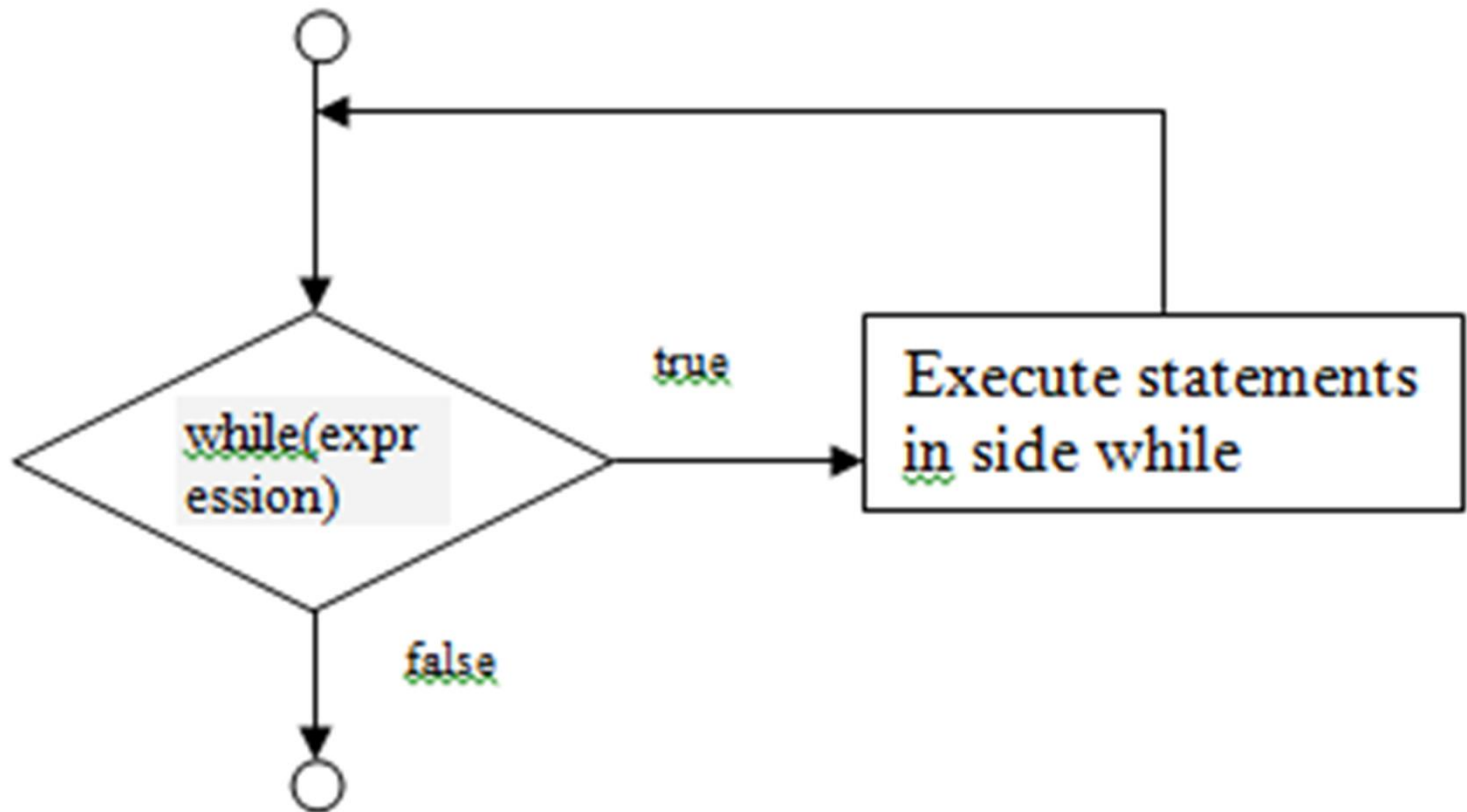 true
while(expr
ession)
Execute statements
in side while
false